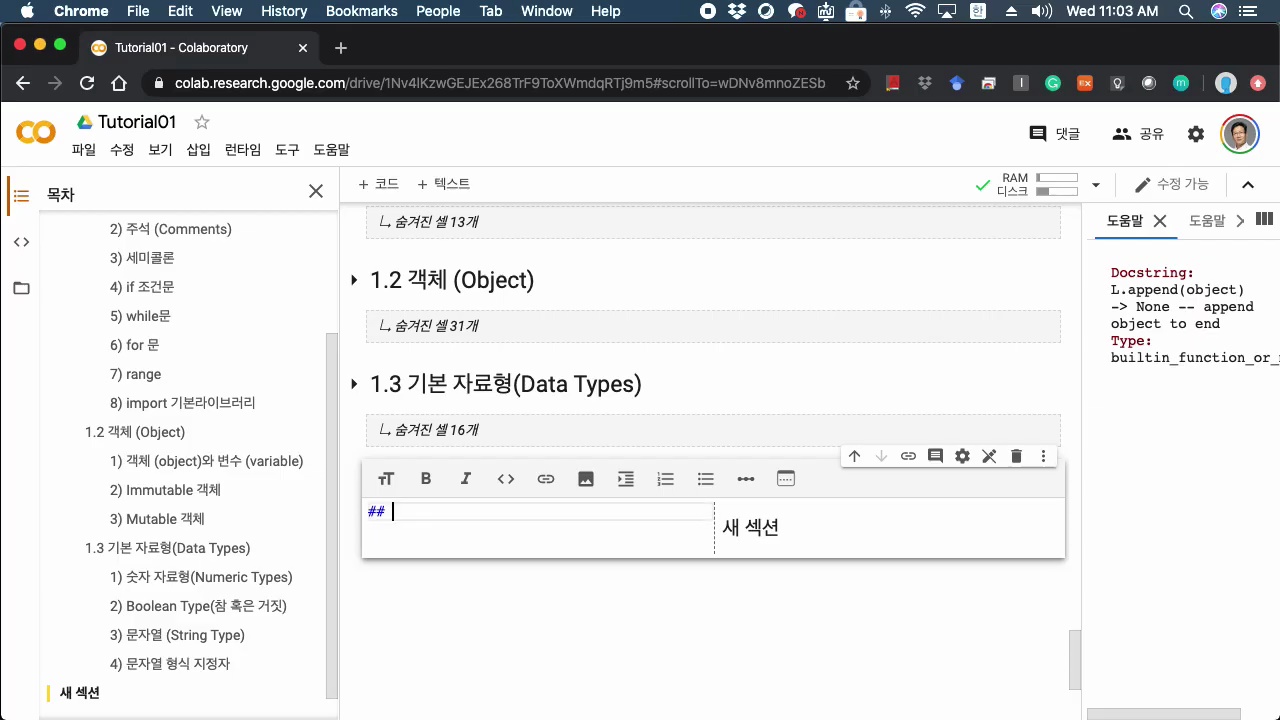 Chrome File Edit View History Bookmarks People Tab Window Help 한 Wed 11:03 AM
Tutorial01 - Colaboratory
colab.research.google.com/drive/1Nv4lKzwGEJEx268TrF9ToXWmdqRTj9m5#scrollTo=wDNv8mnoZESb
Tutorial01
댓글 공유
파일 수정 보기 삽입 런타임 도구 도움말
목차
+ 코드 + 텍스트
RAM
디스크
수정 가능
2) 주석 (Comments)
3) 세미콜론
4) if 조건문
5) while문
6) for 문
7) range
8) import 기본라이브러리
1.2 객체 (Object)
1) 객체 (object)와 변수 (variable)
2) Immutable 객체
3) Mutable 객체
1.3 기본 자료형(Data Types)
1) 숫자 자료형(Numeric Types)
2) Boolean Type(참 혹은 거짓)
3) 문자열 (String Type)
4) 문자열 형식 지정자
새 섹션
숨겨진 셀 13개
1.2 객체 (Object)
숨겨진 셀 31개
1.3 기본 자료형(Data Types)
숨겨진 셀 16개
##
새 섹션
도움말 도움말
Docstring:
L.append(object)
-> None -- append
object to end
Type:
builtin_function_or_